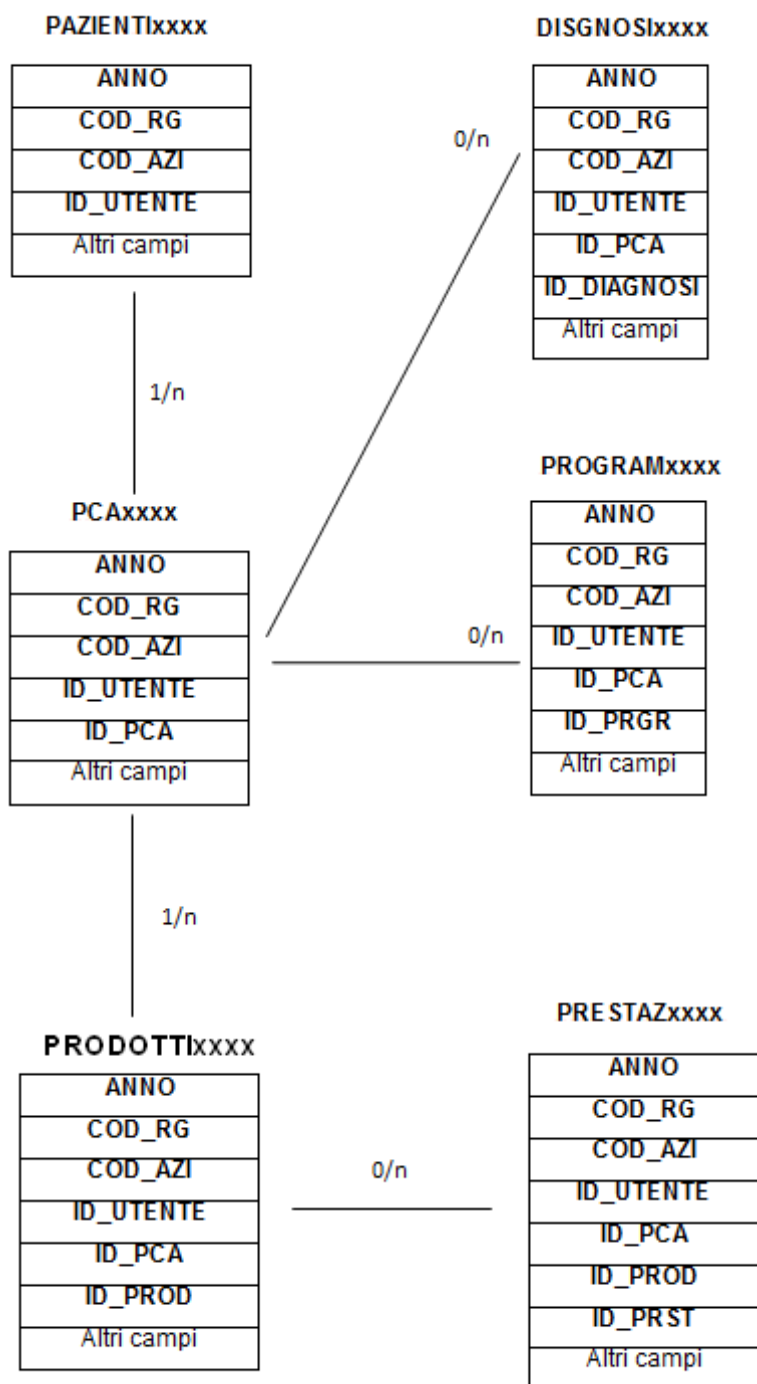 PAZIENTIxxxx
ANNO
COD_RG
COD_AZI
ID_UTENTE
Altri campi
1/n
PCAxxxx
ANNO
COD_RG
COD_AZI
ID_UTENTE
ID_PCA
Altri campi
1/n
PRODOTTIxxxx
ANNO
COD_RG
COD_AZI
ID_UTENTE
ID_PCA
ID_PROD
Altri campi
DISGNOSIxxxx
ANNO
COD_RG
COD_AZI
ID_UTENTE
ID_PCA
ID_DIAGNOSI
Altri campi
0/n
PROGRAMxxxx
ANNO
COD_RG
COD_AZI
ID_UTENTE
ID_PCA
ID_PRGR
Altri campi
0/n
PRESTAZxxxx
ANNO
COD_RG
COD_AZI
ID_UTENTE
ID_PCA
ID_PROD
ID_PRST
Altri campi
0/n